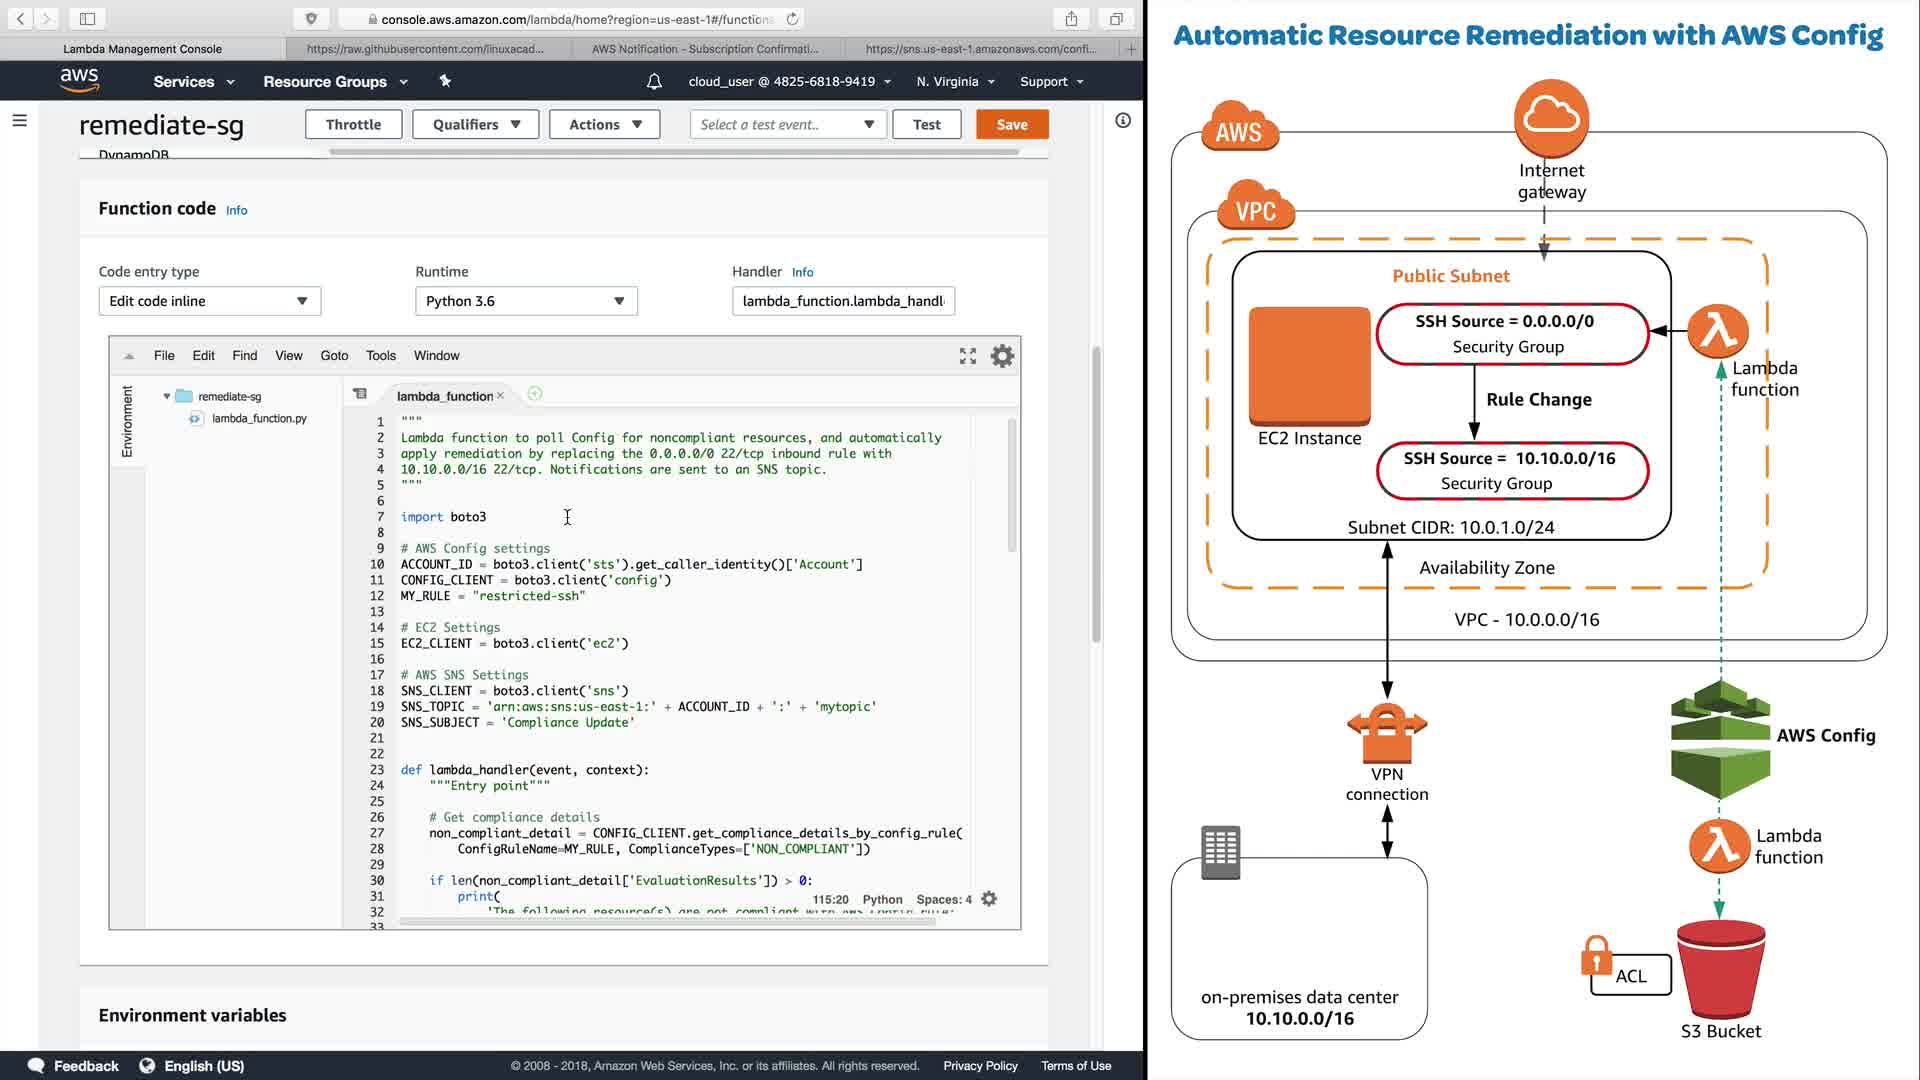 console.aws.amazon.com/lambda/home?region=us-east-1#/functions
Lambda Management Console
https://raw.githubusercontent.com/linuxacad...
AWS Notification - Subscription Confirmati...
https://sns.us-east-1.amazonaws.com/confi...
aws
Services
Resource Groups
cloud_user @ 4825-6818-9419
N. Virginia
Support
remediate-sg
Throttle
Qualifiers
Actions
Select a test event..
Test
Save
DynamoDB
Function code Info
Code entry type
Runtime
Handler Info
Edit code inline
Python 3.6
lambda_function.lambda_handl
File Edit Find View Goto Tools Window
Environment
remediate-sg
lambda_function.py
lambda_function
1 """
2 Lambda function to poll Config for noncompliant resources, and automatically
3 apply remediation by replacing the 0.0.0.0/0 22/tcp inbound rule with
4 10.10.0.0/16 22/tcp. Notifications are sent to an SNS topic.
5 """
6
7 import boto3
8
9 # AWS Config settings
10 ACCOUNT_ID = boto3.client('sts').get_caller_identity()['Account']
11 CONFIG_CLIENT = boto3.client('config')
12 MY_RULE = "restricted-ssh"
13
14 # EC2 Settings
15 EC2_CLIENT = boto3.client('ec2')
16
17 # AWS SNS Settings
18 SNS_CLIENT = boto3.client('sns')
19 SNS_TOPIC = 'arn:aws:sns:us-east-1:' + ACCOUNT_ID + ':' + 'mytopic'
20 SNS_SUBJECT = 'Compliance Update'
21
22
23 def lambda_handler(event, context):
24 """Entry point"""
25
26 # Get compliance details
27 non_compliant_detail = CONFIG_CLIENT.get_compliance_details_by_config_rule(
28 ConfigRuleName=MY_RULE, ComplianceTypes=['NON_COMPLIANT'])
29
30 if len(non_compliant_detail['EvaluationResults']) > 0:
31 print(
32 'The following resource(s) are not compliant with AWS Config rule:
33
115:20 Python Spaces: 4
Environment variables
Feedback
English (US)
© 2008 - 2018, Amazon Web Services, Inc. or its affiliates. All rights reserved.
Privacy Policy
Terms of Use
Automatic Resource Remediation with AWS Config
AWS
Internet
gateway
VPC
Public Subnet
SSH Source = 0.0.0.0/0
Security Group
Lambda
function
Rule Change
EC2 Instance
SSH Source = 10.10.0.0/16
Security Group
Subnet CIDR: 10.0.1.0/24
Availability Zone
VPC - 10.0.0.0/16
AWS Config
VPN
connection
Lambda
function
ACL
on-premises data center
10.10.0.0/16
S3 Bucket